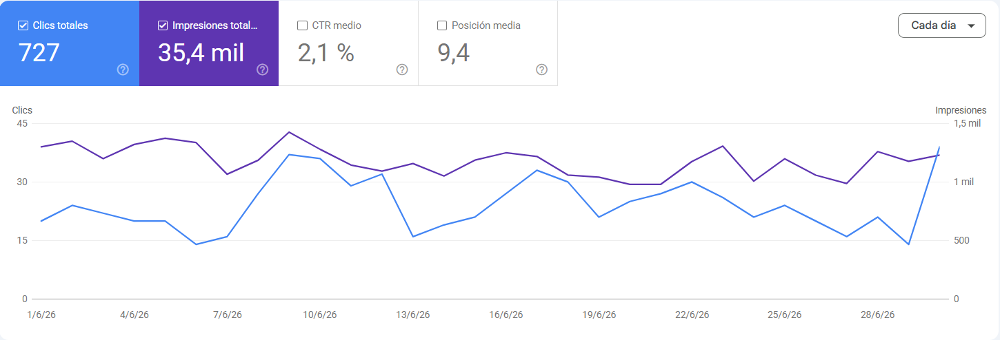 Clics totales
727
Impresiones total...
35,4 mil
CTR medio
2,1 %
Posición media
9,4
Cada día
Clics
Impresiones
45
1,5 mil
30
1 mil
15
500
0
0
1/6/26 4/6/26 7/6/26 10/6/26 13/6/26 16/6/26 19/6/26 22/6/26 25/6/26 28/6/26